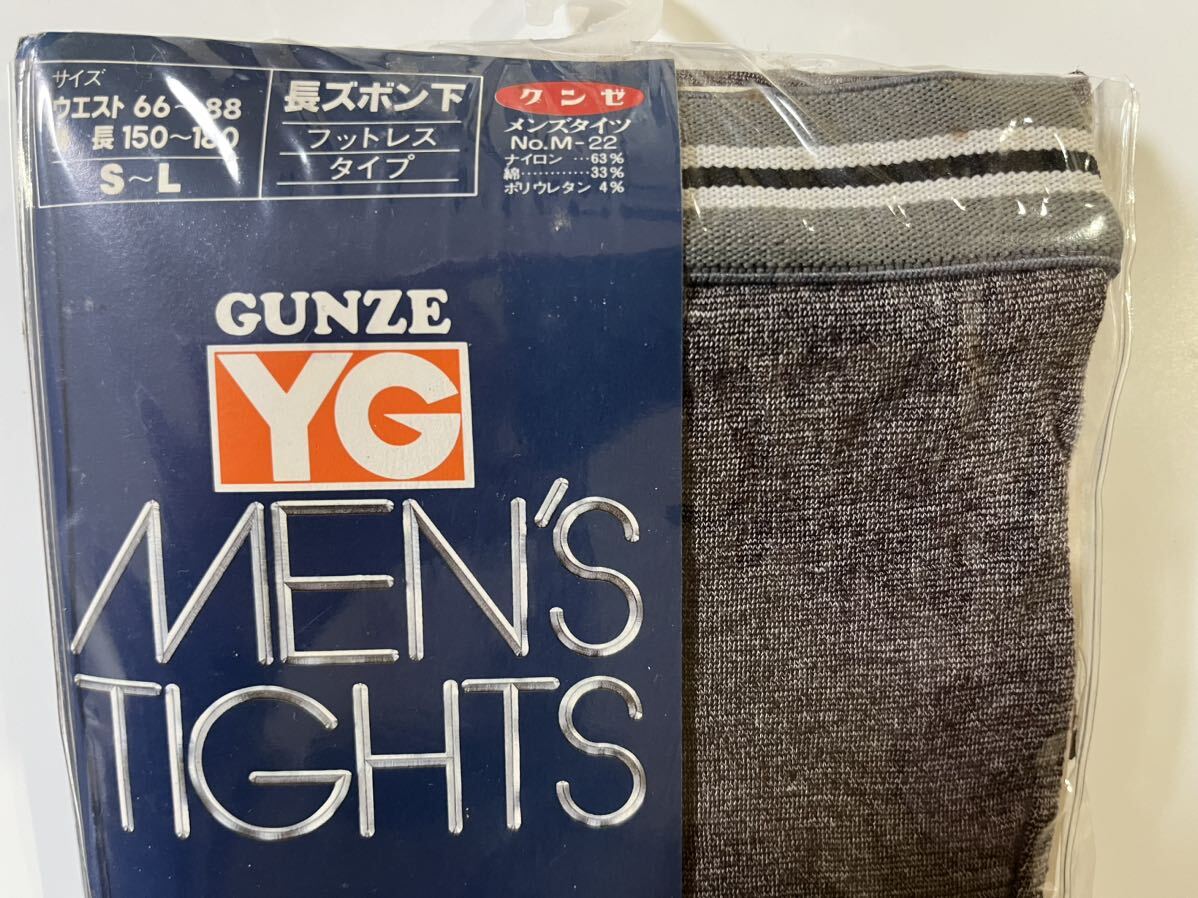 サイズ
ウエスト 66～88
長 150～180
S～L
長ズボン下
フットレス
タイプ
グンゼ
メンズタイツ
No.M-22
ナイロン …63%
綿…………33%
ポリウレタン 4%
GUNZE
YG
MEN'S
TIGHTS